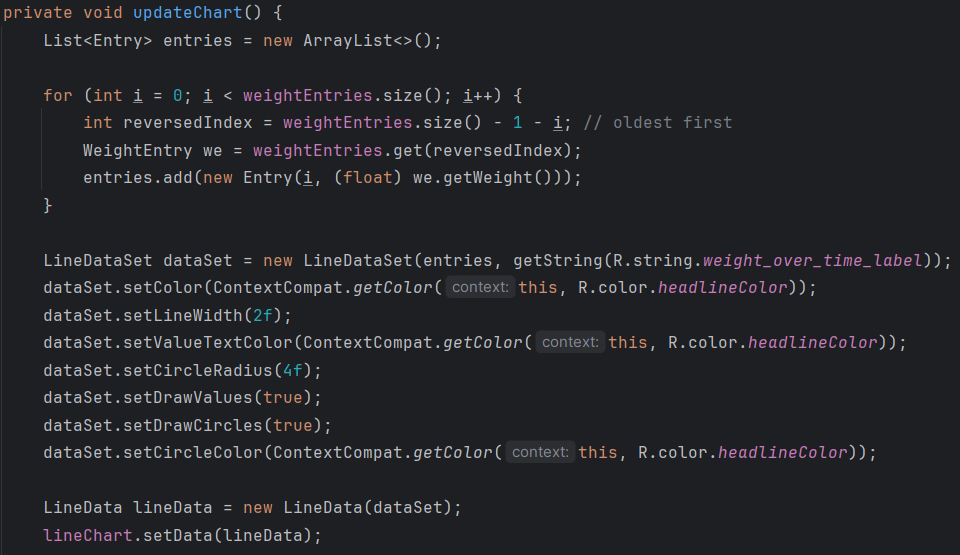 private void updateChart() {
    List<Entry> entries = new ArrayList<>();

    for (int i = 0; i < weightEntries.size(); i++) {
        int reversedIndex = weightEntries.size() - 1 - i; // oldest first
        WeightEntry we = weightEntries.get(reversedIndex);
        entries.add(new Entry(i, (float) we.getWeight()));
    }

    LineDataSet dataSet = new LineDataSet(entries, getString(R.string.weight_over_time_label));
    dataSet.setColor(ContextCompat.getColor( context: this, R.color.headlineColor));
    dataSet.setLineWidth(2f);
    dataSet.setValueTextColor(ContextCompat.getColor( context: this, R.color.headlineColor));
    dataSet.setCircleRadius(4f);
    dataSet.setDrawValues(true);
    dataSet.setDrawCircles(true);
    dataSet.setCircleColor(ContextCompat.getColor( context: this, R.color.headlineColor));

    LineData lineData = new LineData(dataSet);
    lineChart.setData(lineData);